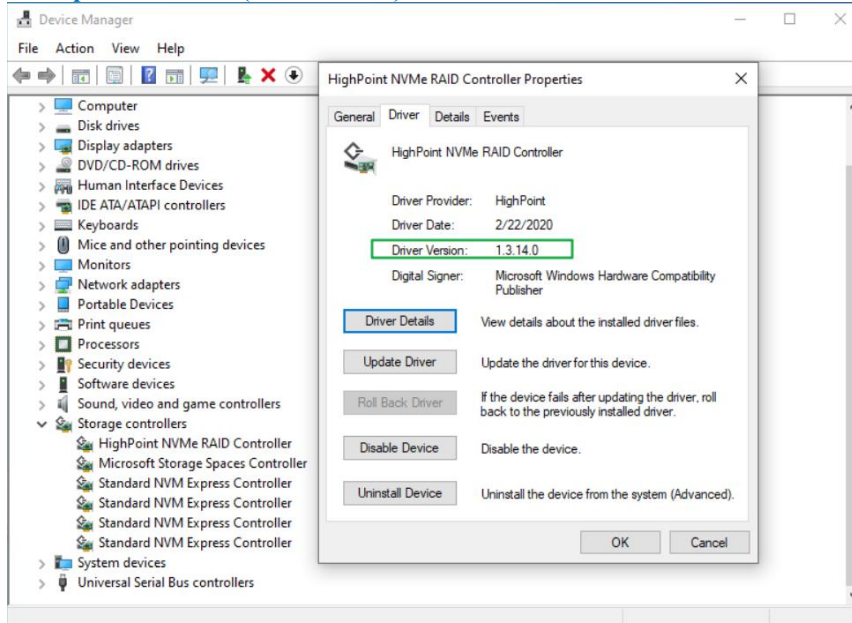 Device Manager
File Action View Help
Computer
Disk drives
Display adapters
DVD/CD-ROM drives
Human Interface Devices
IDE ATA/ATAPI controllers
Keyboards
Mice and other pointing devices
Monitors
Network adapters
Portable Devices
Print queues
Processors
Security devices
Software devices
Sound, video and game controllers
Storage controllers
HighPoint NVMe RAID Controller
Microsoft Storage Spaces Controller
Standard NVM Express Controller
Standard NVM Express Controller
Standard NVM Express Controller
Standard NVM Express Controller
System devices
Universal Serial Bus controllers
HighPoint NVMe RAID Controller Properties
General Driver Details Events
HighPoint NVMe RAID Controller
Driver Provider: HighPoint
Driver Date: 2/22/2020
Driver Version: 1.3.14.0
Digital Signer: Microsoft Windows Hardware Compatibility
Publisher
Driver Details View details about the installed driver files.
Update Driver Update the driver for this device.
Roll Back Driver If the device fails after updating the driver, roll
back to the previously installed driver.
Disable Device Disable the device.
Uninstall Device Uninstall the device from the system (Advanced).
OK Cancel